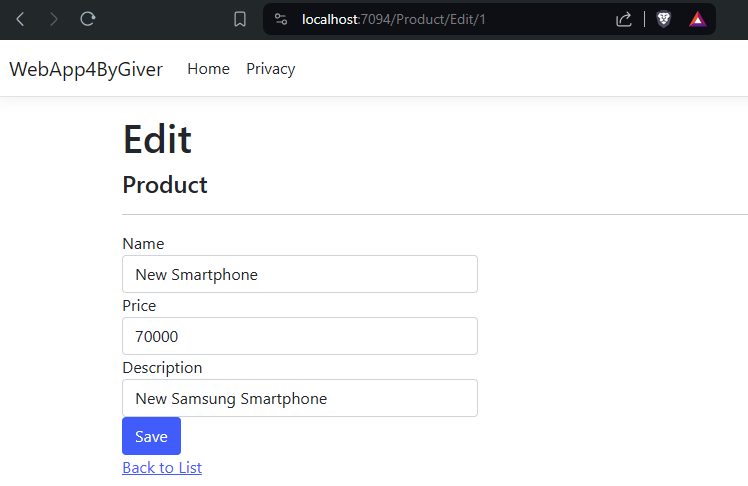 localhost:7094/Product/Edit/1
WebApp4ByGiver Home Privacy
Edit
Product
Name
New Smartphone
Price
70000
Description
New Samsung Smartphone
Save
Back to List